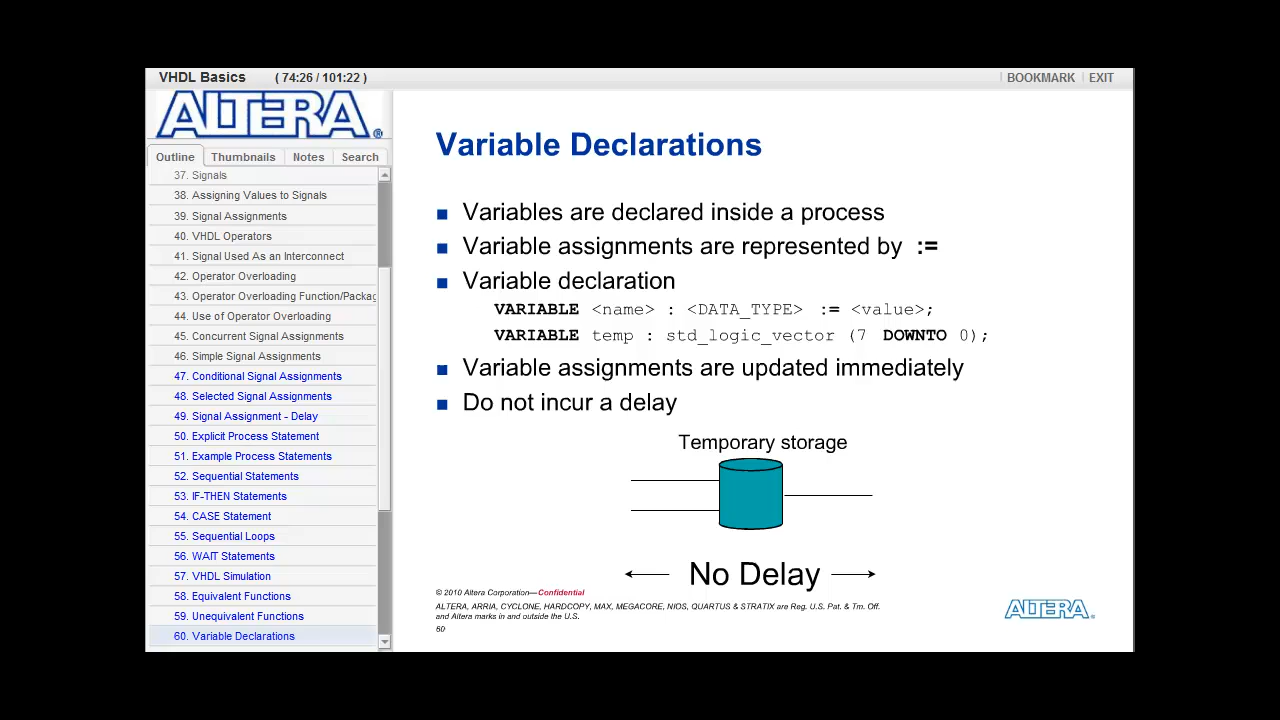 VHDL Basics ( 74:26 / 101:22 )
BOOKMARK EXIT
ALTERA®
Outline Thumbnails Notes Search
37. Signals
38. Assigning Values to Signals
39. Signal Assignments
40. VHDL Operators
41. Signal Used As an Interconnect
42. Operator Overloading
43. Operator Overloading Function/Packag
44. Use of Operator Overloading
45. Concurrent Signal Assignments
46. Simple Signal Assignments
47. Conditional Signal Assignments
48. Selected Signal Assignments
49. Signal Assignment - Delay
50. Explicit Process Statement
51. Example Process Statements
52. Sequential Statements
53. IF-THEN Statements
54. CASE Statement
55. Sequential Loops
56. WAIT Statements
57. VHDL Simulation
58. Equivalent Functions
59. Unequivalent Functions
60. Variable Declarations
Variable Declarations
Variables are declared inside a process
Variable assignments are represented by :=
Variable declaration
VARIABLE <name> : <DATA_TYPE> := <value>;
VARIABLE temp : std_logic_vector (7 DOWNTO 0);
Variable assignments are updated immediately
Do not incur a delay
Temporary storage
No Delay
© 2010 Altera Corporation—Confidential
ALTERA, ARRIA, CYCLONE, HARDCOPY, MAX, MEGACORE, NIOS, QUARTUS & STRATIX are Reg. U.S. Pat. & Tm. Off.
and Altera marks in and outside the U.S.
60
ALTERA®